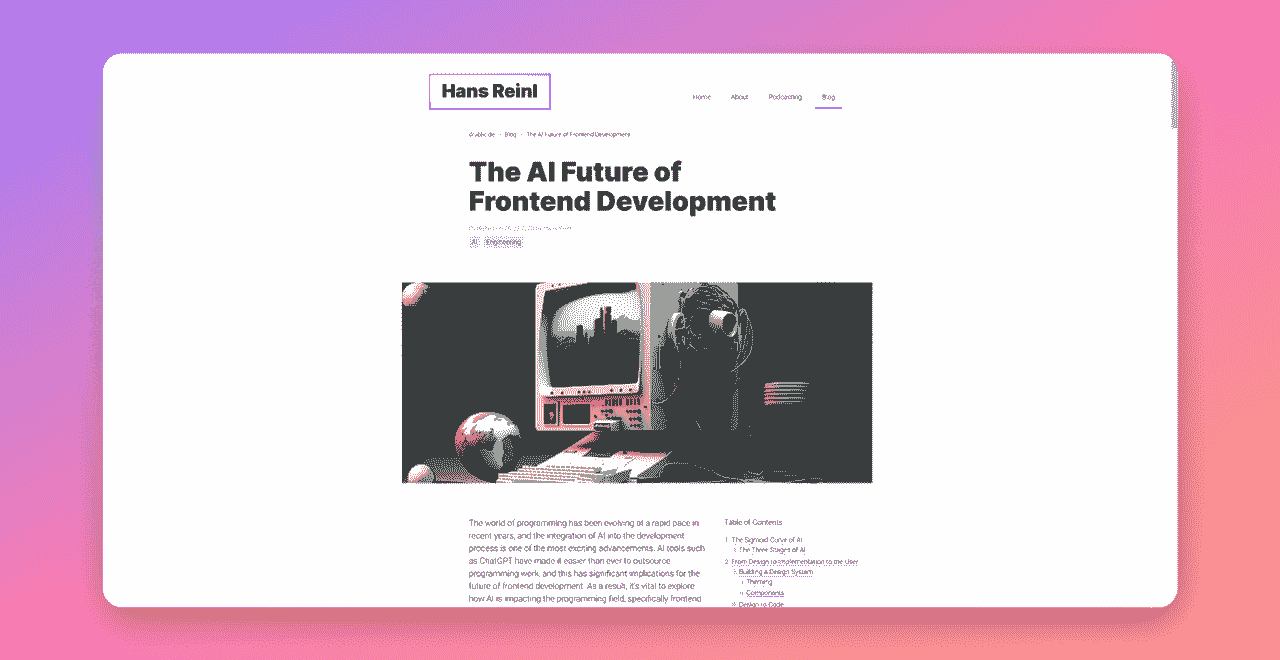 Hans Reinl
Home About Podcasting Blog
drublic.de › Blog › The AI Future of Frontend Development
The AI Future of
Frontend Development
AI Engineering
The world of programming has been evolving at a rapid pace in
recent years, and the integration of AI into the development
process is one of the most exciting advancements. AI tools such
as ChatGPT have made it easier than ever to outsource
programming work, and this has significant implications for the
future of frontend development. As a result, it's vital to explore
how AI is impacting the programming field, specifically frontend
Table of Contents
1. The Sigmoid Curve of AI
The Three Stages of AI
2. From Design to Implementation to the User
Building a Design System
Theming
Components
Design to Code